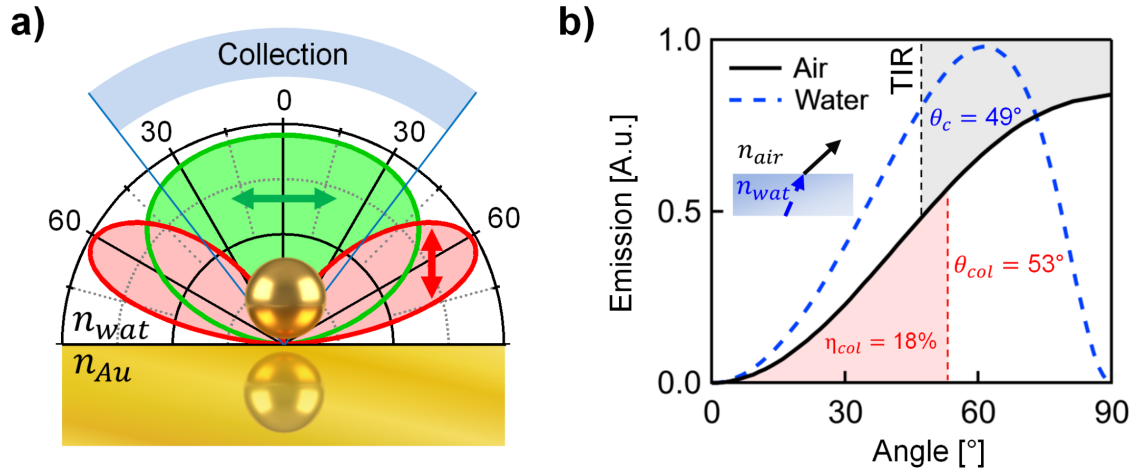 a)
Collection
0
30
30
60
60
n_wat
n_Au
b)
1.0
0.5
0.0
Emission [A.u.]
Air
Water
TIR
θ_c = 49°
n_air
n_wat
θ_col = 53°
η_col = 18%
0
30
60
90
Angle [°]